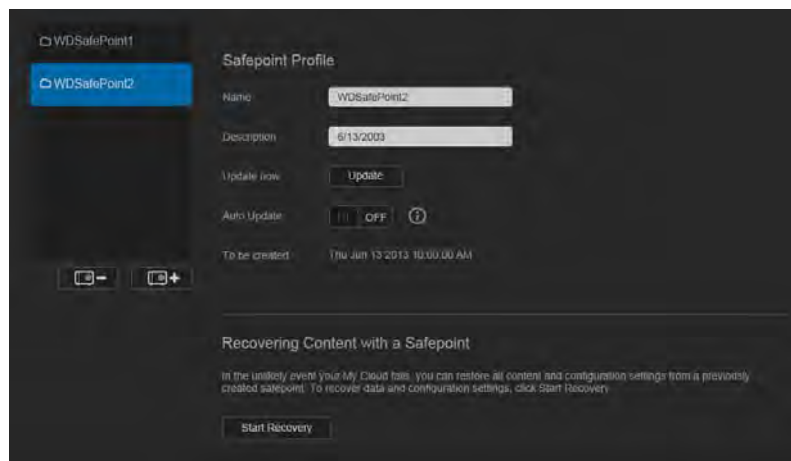 WDSafePoint1
WDSafePoint2
Safepoint Profile
Name WDSafePoint2
Description 6/13/2003
Update now Update
Auto Update OFF
To be created Thu Jun 13 2013 10:00:00 AM
Recovering Content with a Safepoint
In the unlikely event your My Cloud fails, you can restore all content and configuration settings from a previously
created safepoint. To recover data and configuration settings, click Start Recovery
Start Recovery